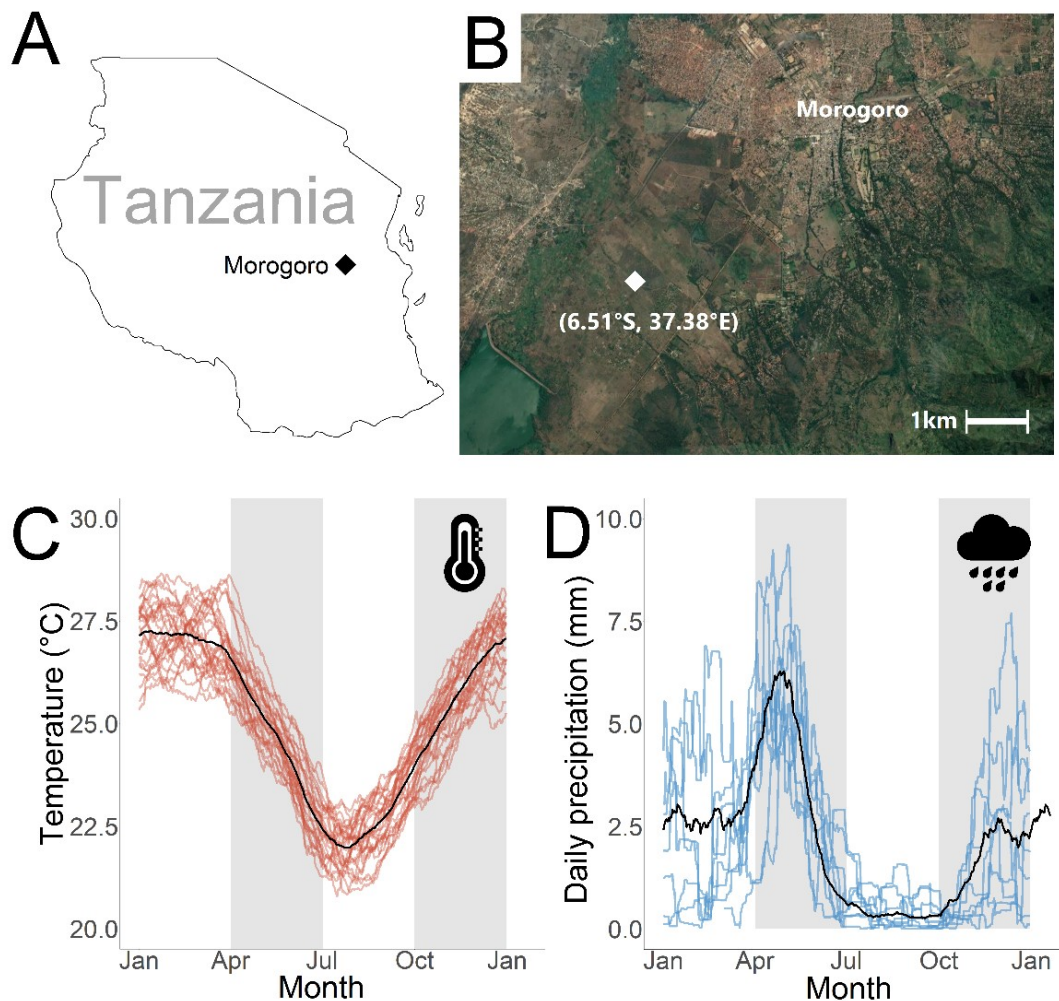 A
Tanzania
Morogoro
B
Morogoro
(6.51°S, 37.38°E)
1km
C
Temperature (°C)
30.0
27.5
25.0
22.5
20.0
Jan
Apr
Jul
Oct
Jan
Month
D
Daily precipitation (mm)
10.0
7.5
5.0
2.5
0.0
Jan
Apr
Jul
Oct
Jan
Month